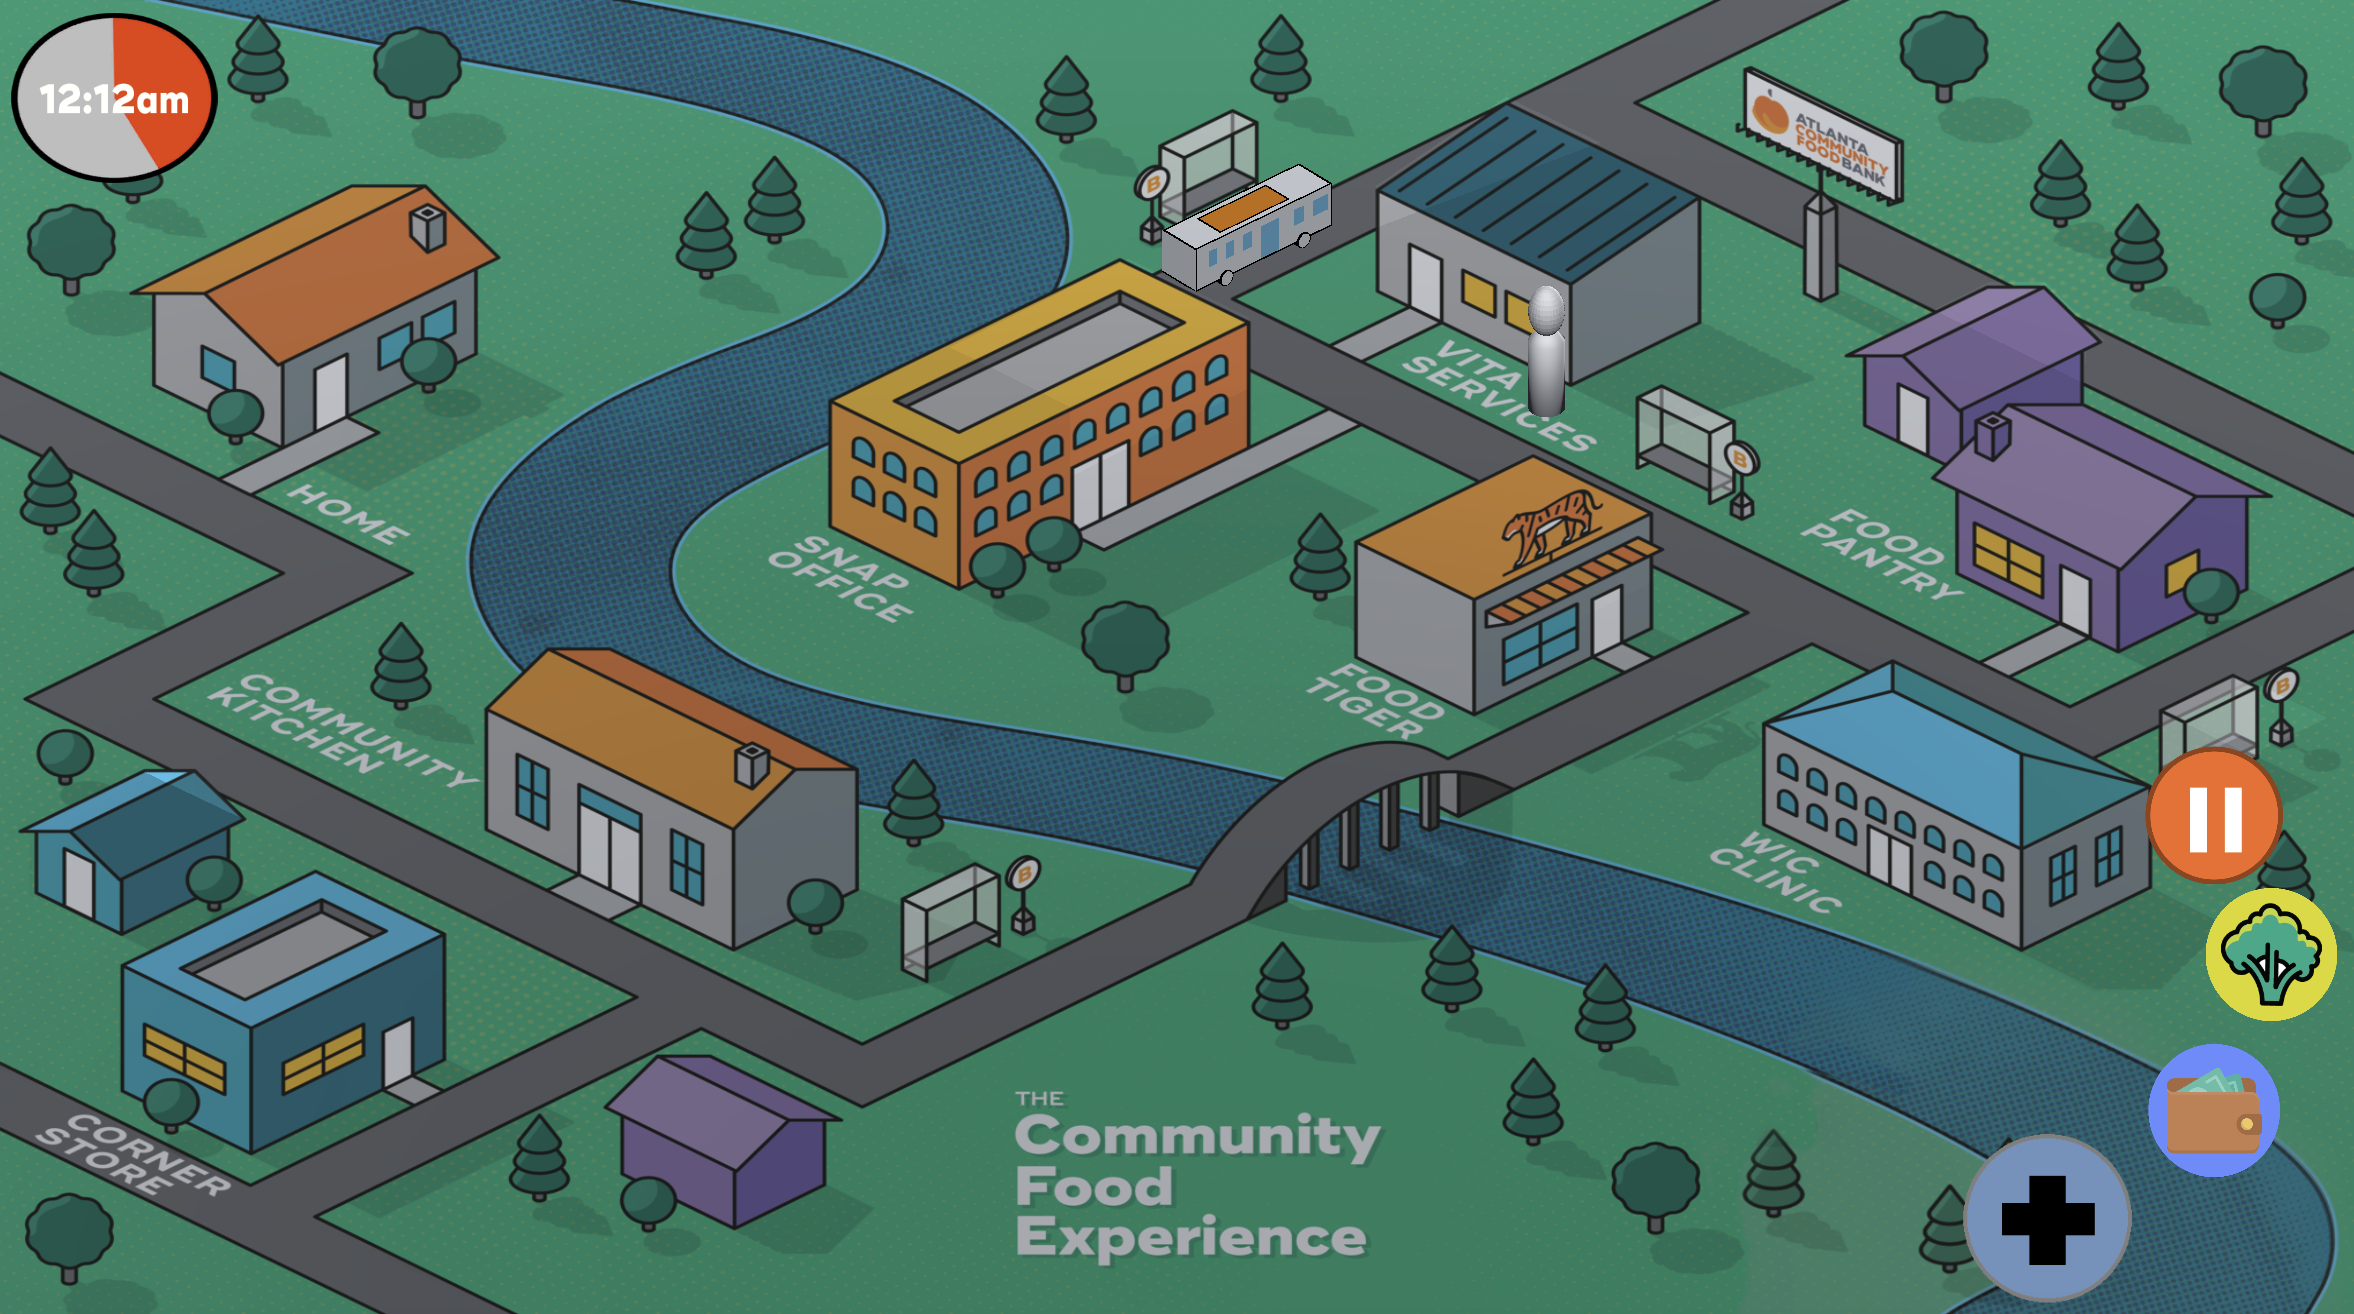 12:12am
B
ATLANTA
COMMUNITY
FOOD BANK
VITA
SERVICES
B
HOME
SNAP
OFFICE
FOOD
PANTRY
FOOD
TIGER
B
COMMUNITY
KITCHEN
WIC
CLINIC
B
CORNER
STORE
THE
Community
Food
Experience